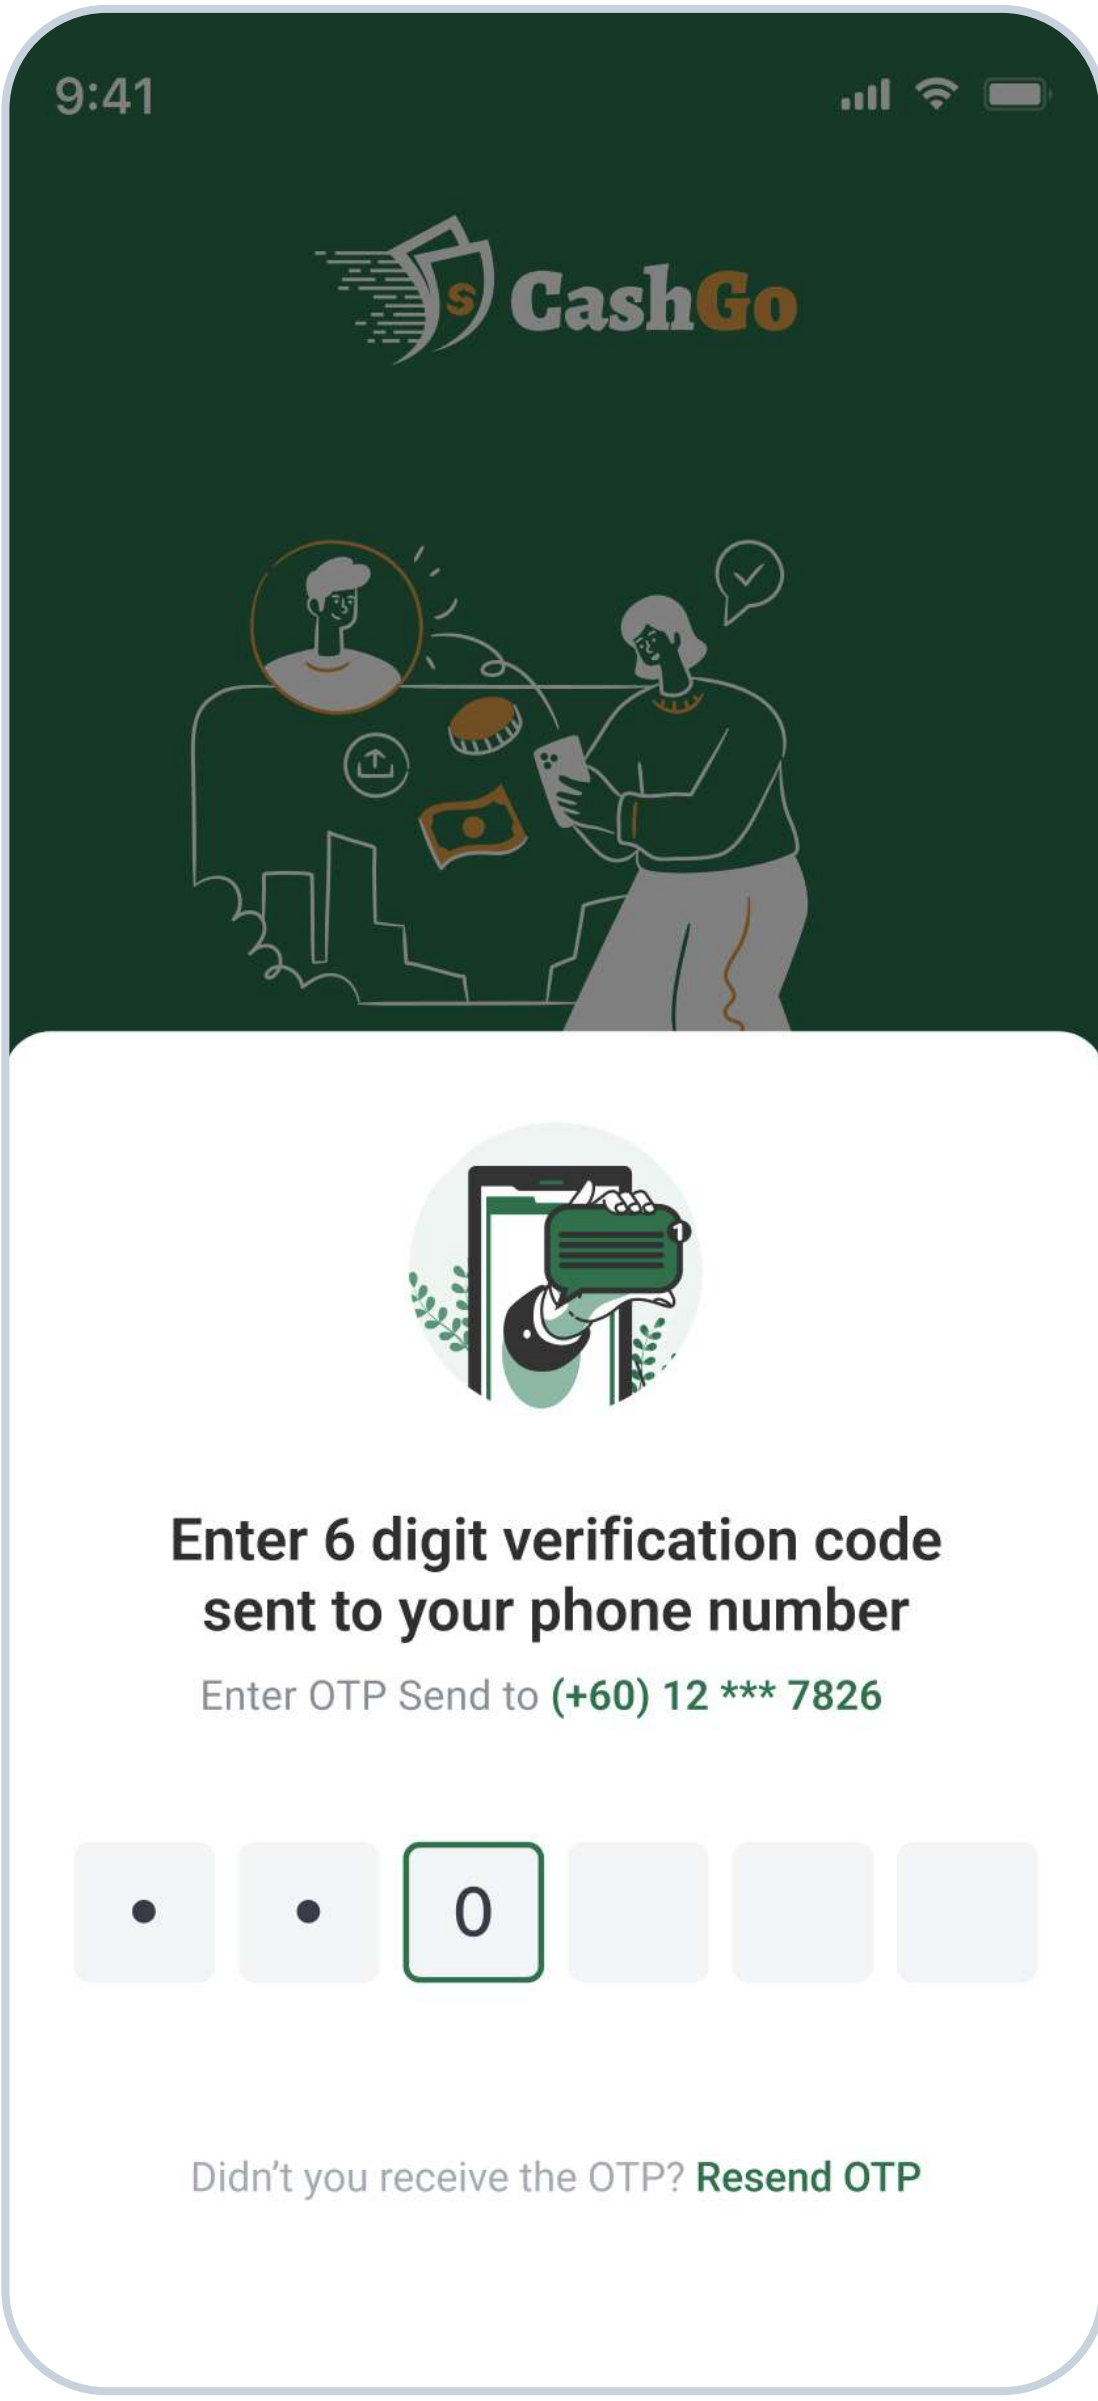 9:41
S CashGo
1
Enter 6 digit verification code
sent to your phone number
Enter OTP Send to (+60) 12 *** 7826
• • 0
Didn’t you receive the OTP? Resend OTP